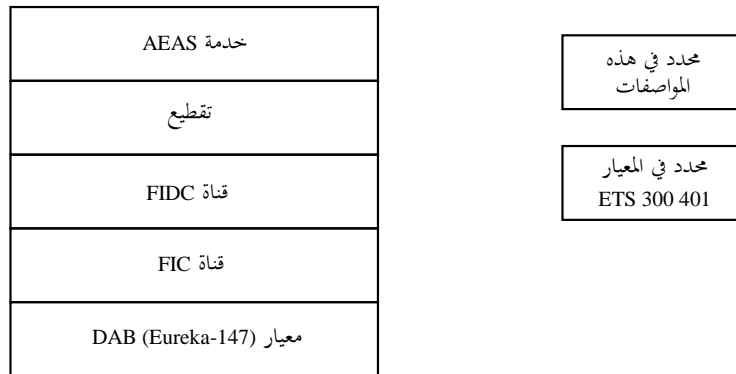 خدمة AEAS
تقطيع
قناة FIDC
قناة FIC
معيار DAB (Eureka-147)
محدد في هذه
المواصفات
محدد في المعيار
ETS 300 401